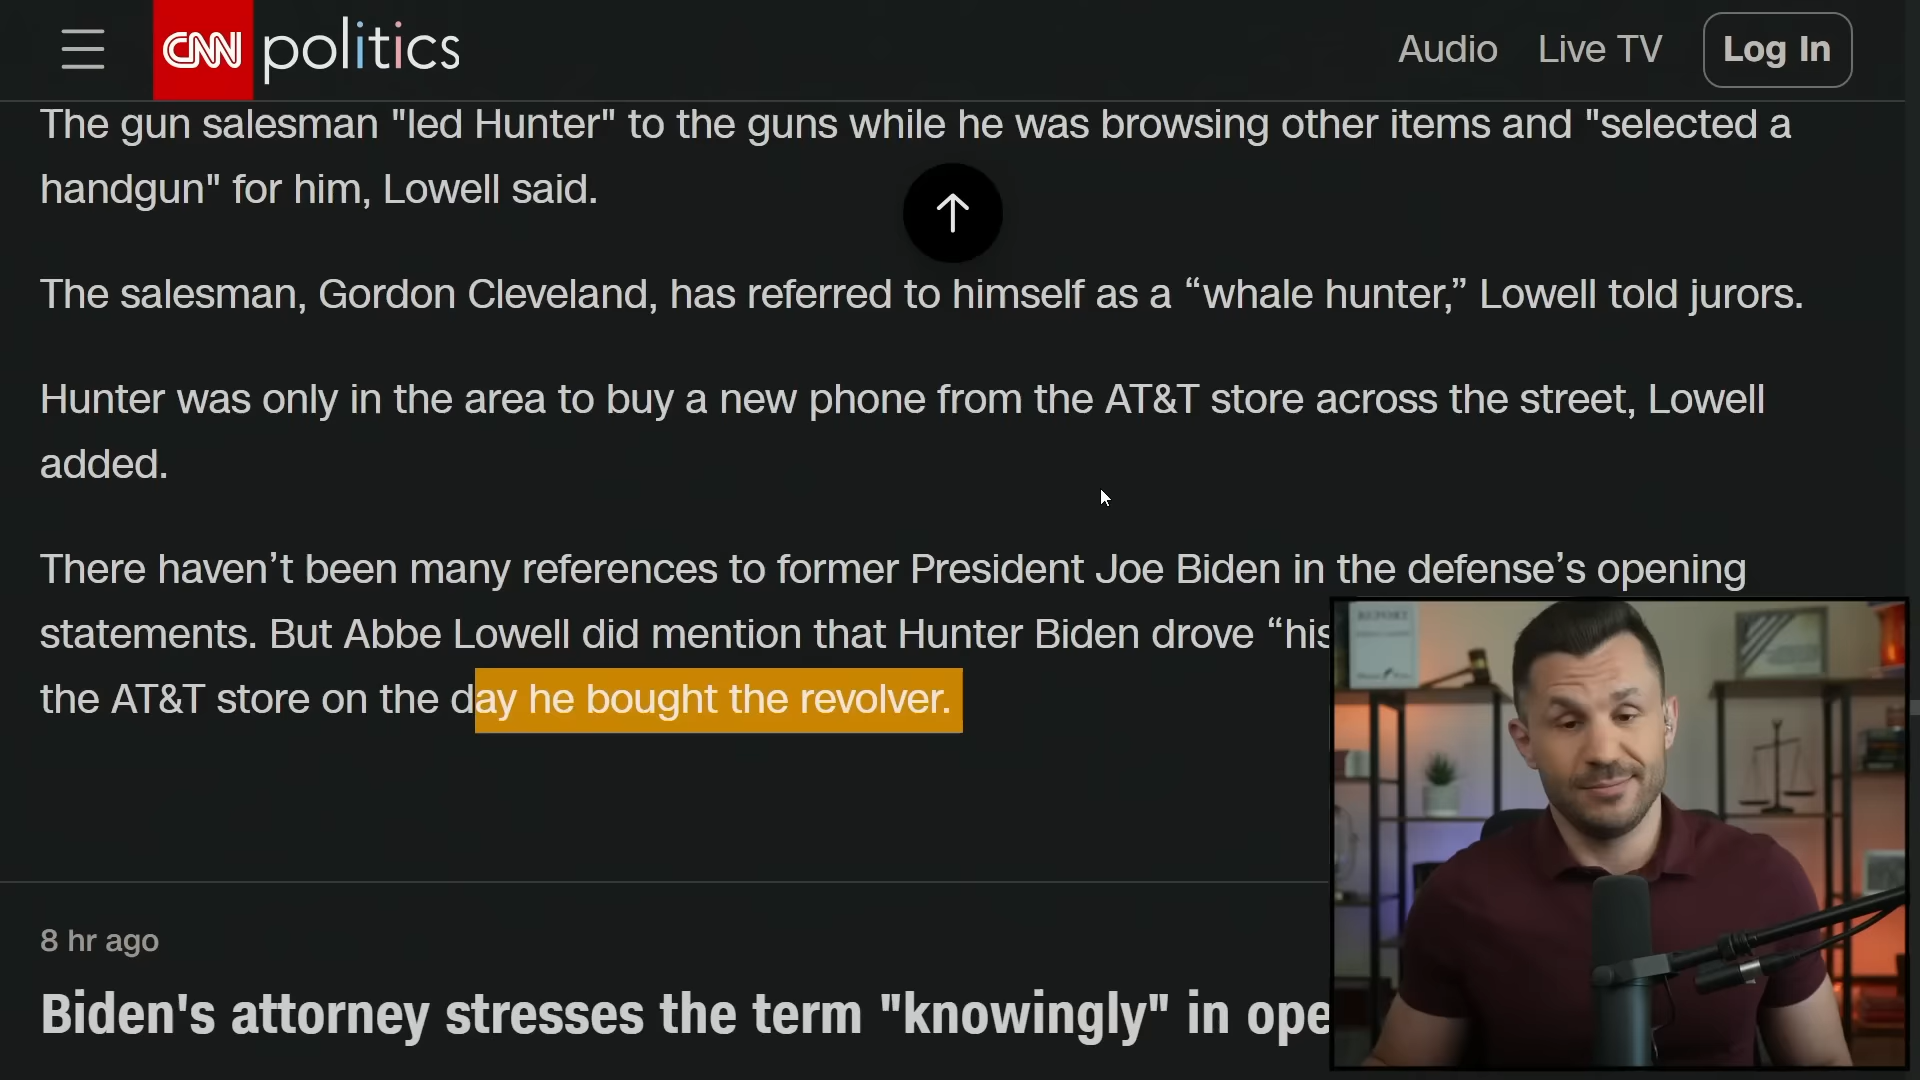 CNN politics
Audio Live TV Log In
The gun salesman "led Hunter" to the guns while he was browsing other items and "selected a
handgun" for him, Lowell said.
The salesman, Gordon Cleveland, has referred to himself as a “whale hunter,” Lowell told jurors.
Hunter was only in the area to buy a new phone from the AT&T store across the street, Lowell
added.
There haven’t been many references to former President Joe Biden in the defense’s opening
statements. But Abbe Lowell did mention that Hunter Biden drove “his
the AT&T store on the day he bought the revolver.
8 hr ago
Biden's attorney stresses the term "knowingly" in ope
REPORT